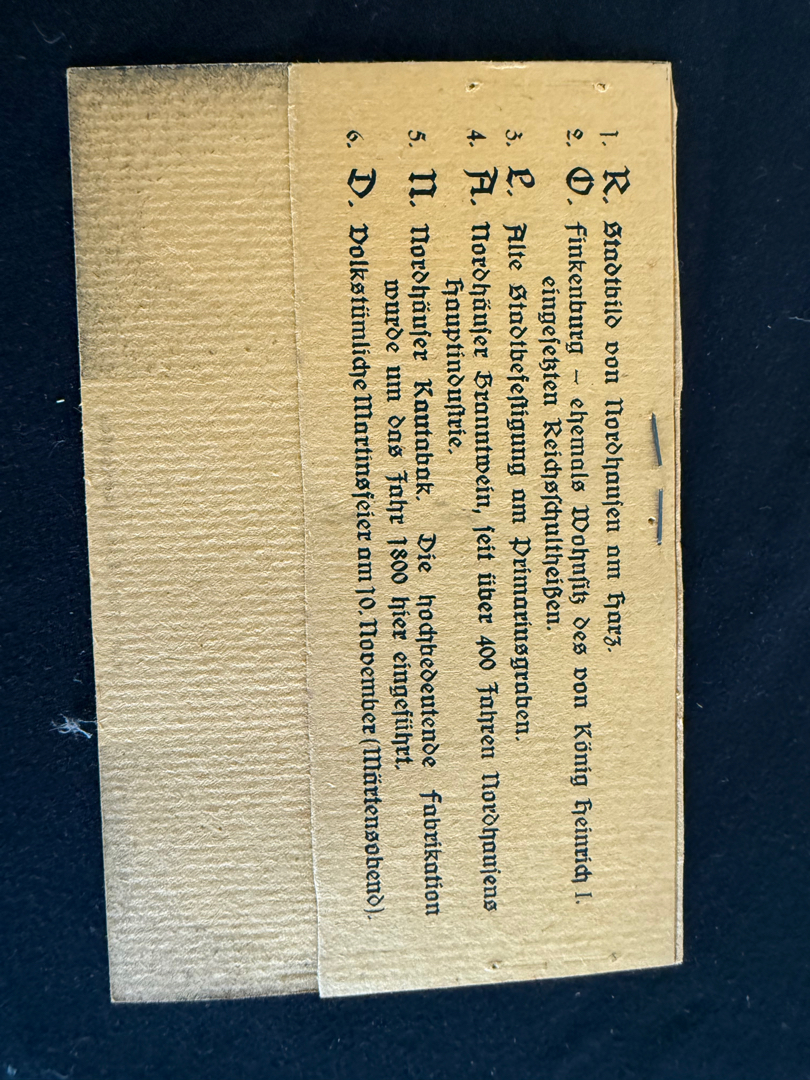 1. R. Stadtbild von Nordhausen am Harz.
2. O. Finkenburg – ehemals Wohnsitz des von König Heinrich I.
eingesetzten Reichsschultheißen.
3. L. Alte Stadtbefestigung am Primariusgraben.
4. A. Nordhäuser Branntwein, seit über 400 Jahren Nordhausens
Hauptindustrie.
5. N. Nordhäuser Kautabak. Die hochbedeutende Fabrikation
wurde um das Jahr 1800 hier eingeführt.
6. D. Volkstümliche Martinsfeier am 10. November (Märtensobend).